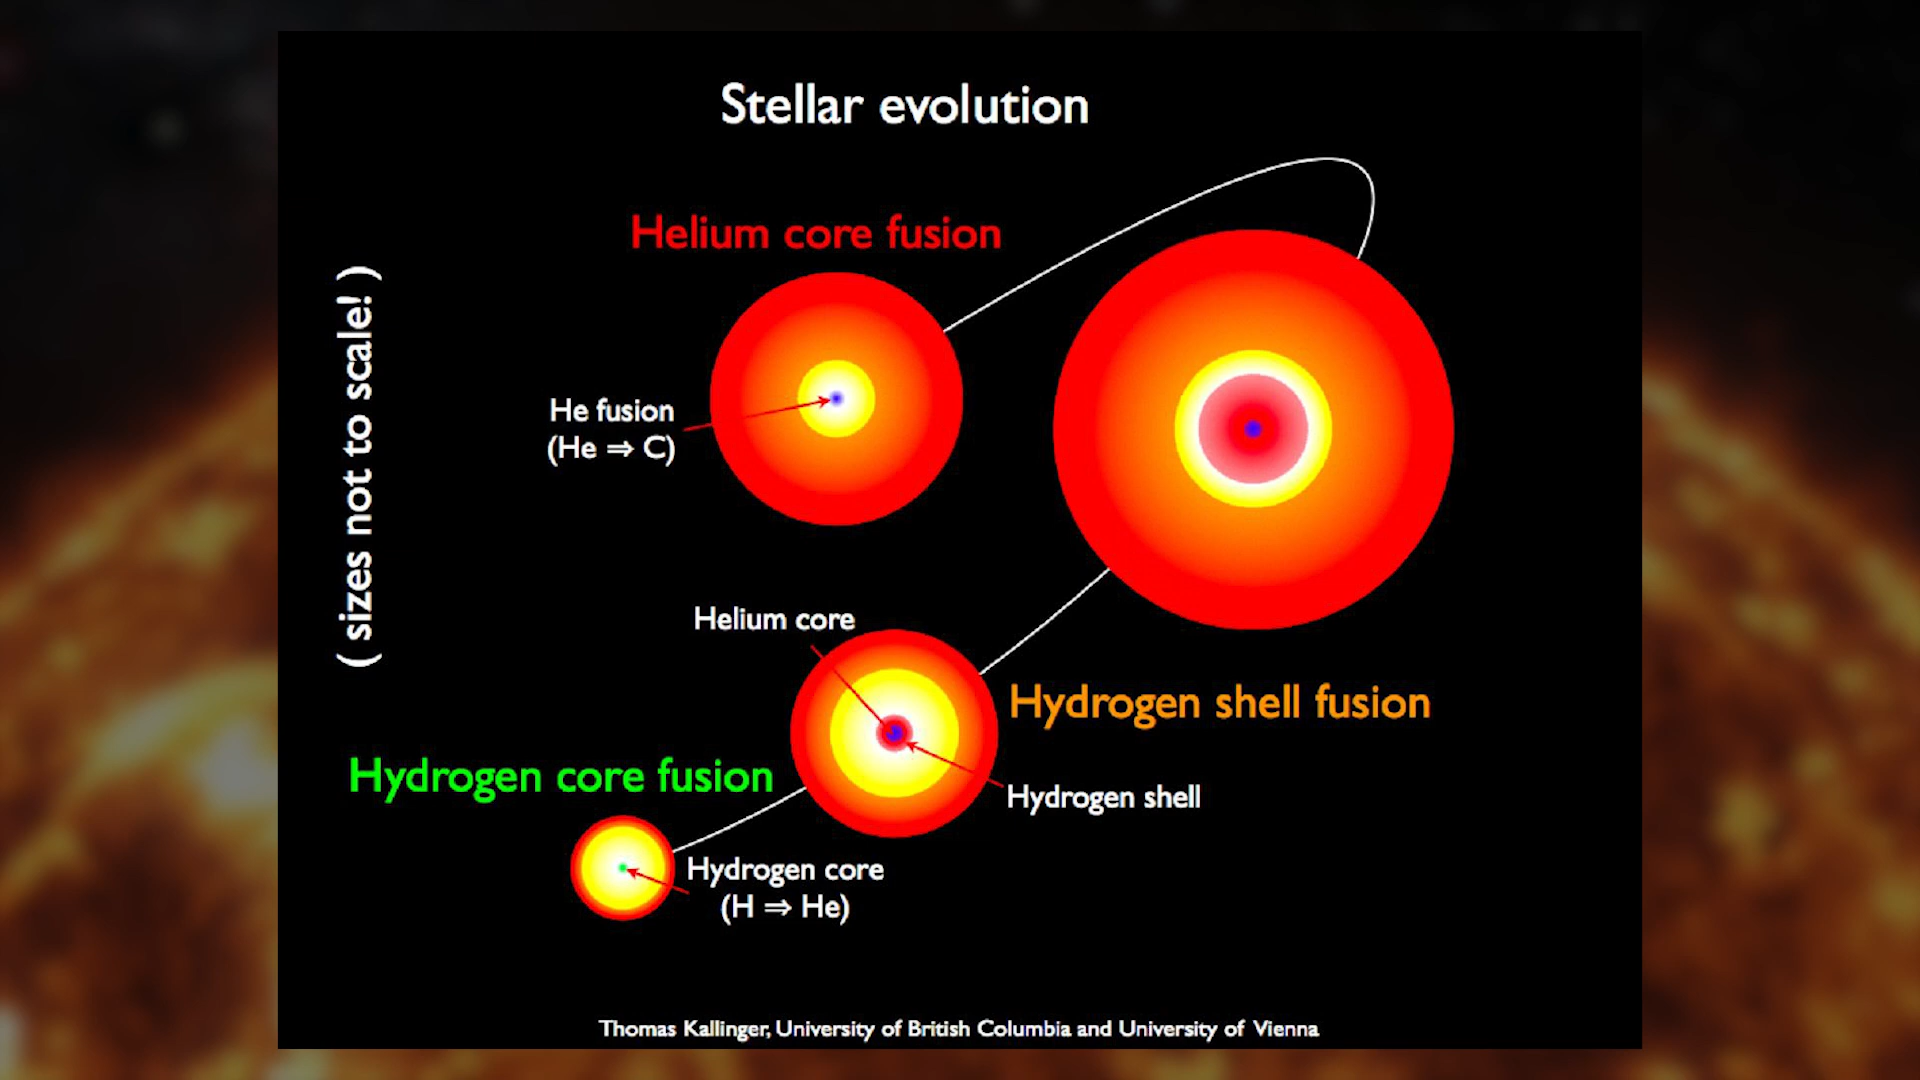 Stellar evolution
Helium core fusion
( sizes not to scale! )
He fusion
(He ⇒ C)
Helium core
Hydrogen shell fusion
Hydrogen core fusion
Hydrogen shell
Hydrogen core
(H ⇒ He)
Thomas Kallinger, University of British Columbia and University of Vienna